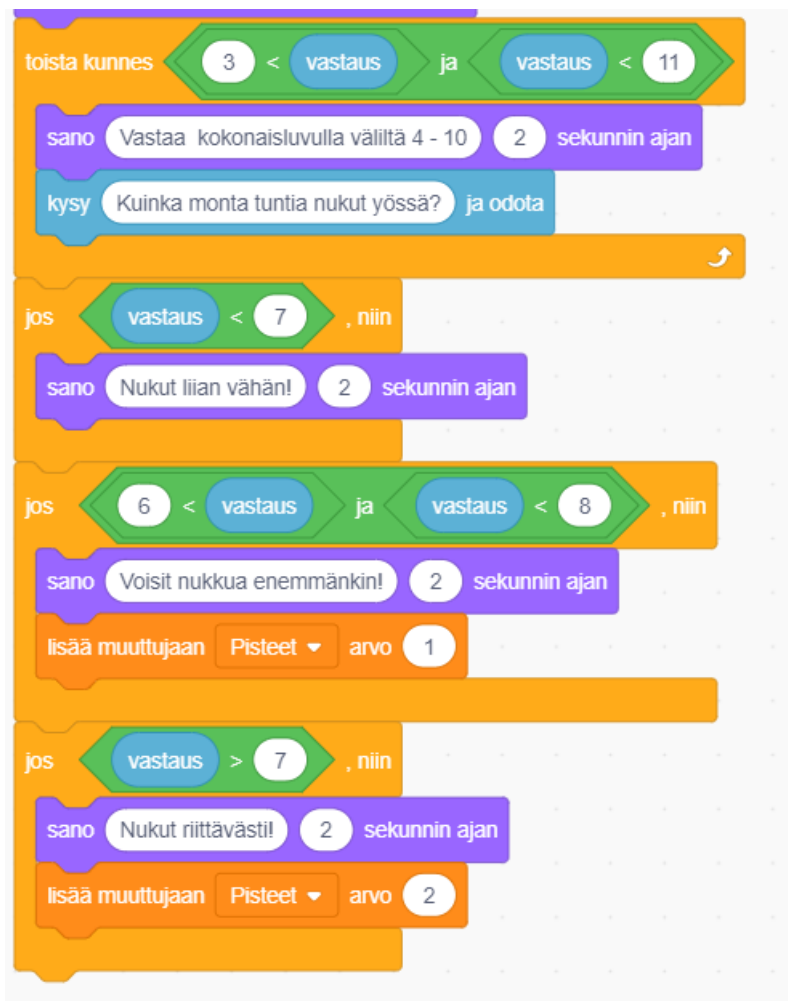 toista kunnes 3 < vastaus ja vastaus < 11
sano Vastaa kokonaisluvulla väliltä 4 - 10 2 sekunnin ajan
kysy Kuinka monta tuntia nukut yössä? ja odota
jos vastaus < 7 , niin
sano Nukut liian vähän! 2 sekunnin ajan
jos 6 < vastaus ja vastaus < 8 , niin
sano Voisit nukkua enemmänkin! 2 sekunnin ajan
lisää muuttujaan Pisteet arvo 1
jos vastaus > 7 , niin
sano Nukut riittävästi! 2 sekunnin ajan
lisää muuttujaan Pisteet arvo 2